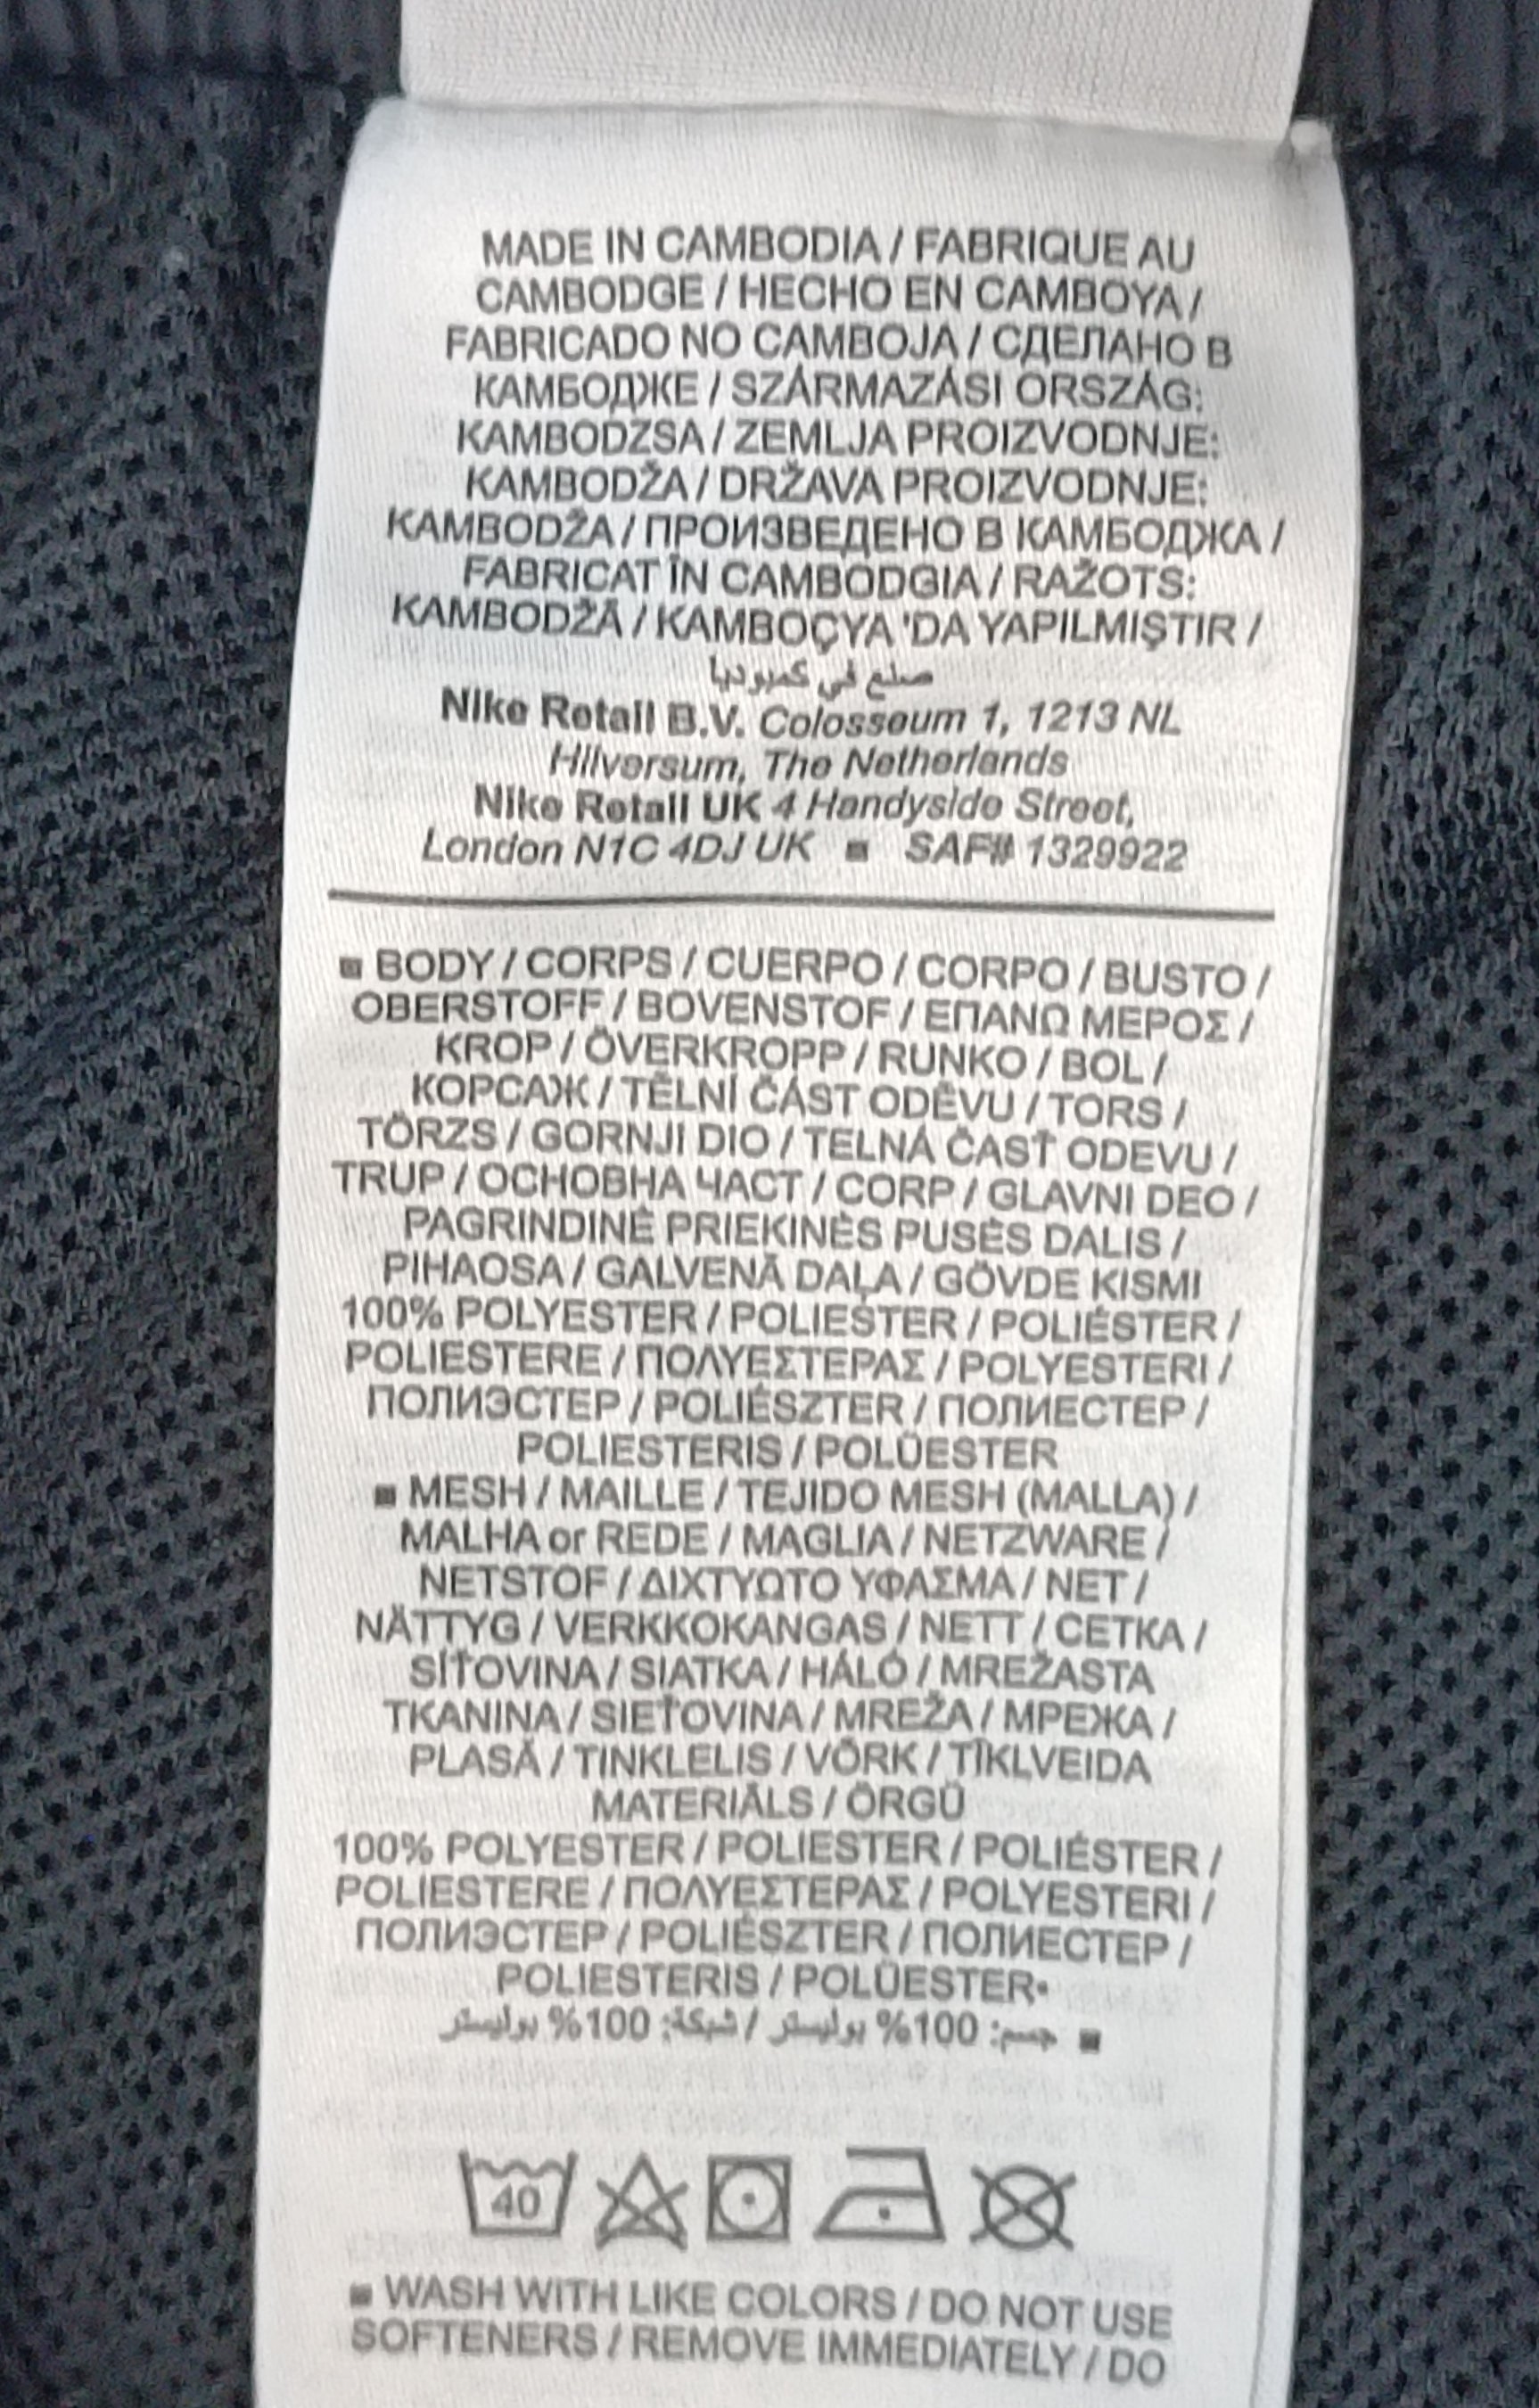 MADE IN CAMBODIA / FABRIQUE AU
CAMBODGE / HECHO EN CAMBOYA /
FABRICADO NO CAMBOJA / СДЕЛАНО В
КАМБОДЖЕ / SZÁRMAZÁSI ORSZÁG:
KAMBODZSA / ZEMLJA PROIZVODNJE:
KAMBODŽA / DRŽAVA PROIZVODNJE:
KAMBODŽA / ПРОИЗВЕДЕНО В КАМБОДЖА /
FABRICAT ÎN CAMBODGIA / RAŽOTS:
KAMBODŽĀ / KAMBOÇYA 'DA YAPILMIŞTIR /
صنع في كمبوديا
Nike Retail B.V. Colosseum 1, 1213 NL
Hilversum, The Netherlands
Nike Retail UK 4 Handyside Street,
London N1C 4DJ UK ■ SAF# 1329922
■ BODY / CORPS / CUERPO / CORPO / BUSTO /
OBERSTOFF / BOVENSTOF / ΕΠΑΝΩ ΜΕΡΟΣ /
KROP / ÖVERKROPP / RUNKO / BOL /
КОРСАЖ / TĚLNÍ ČÁST ODĚVU / TORS /
TÖRZS / GORNJI DIO / TELNÁ ČASŤ ODEVU /
TRUP / ОСНОВНА ЧАСТ / CORP / GLAVNI DEO /
PAGRINDINĖ PRIEKINĖS PUSĖS DALIS /
PIHAOSA / GALVENĀ DAĻA / GÖVDE KISMI
100% POLYESTER / POLIESTER / POLIÉSTER /
POLIESTERE / ΠΟΛΥΕΣΤΕΡΑΣ / POLYESTERI /
ПОЛИЭСТЕР / POLIÉSZTER / ПОЛИЕСТЕР /
POLIESTERIS / POLÜESTER
■ MESH / MAILLE / TEJIDO MESH (MALLA) /
MALHA or REDE / MAGLIA / NETZWARE /
NETSTOF / ΔΙΧΤΥΩΤΟ ΥΦΑΣΜΑ / NET /
NÄTTYG / VERKKOKANGAS / NETT / СЕТКА /
SÍŤOVINA / SIATKA / HÁLÓ / MREŽASTA
TKANINA / SIEŤOVINA / MREŽA / МРЕЖА /
PLASĂ / TINKLELIS / VÕRK / TĪKLVEIDA
MATERIĀLS / ÖRGÜ
100% POLYESTER / POLIESTER / POLIÉSTER /
POLIESTERE / ΠΟΛΥΕΣΤΕΡΑΣ / POLYESTERI /
ПОЛИЭСТЕР / POLIÉSZTER / ПОЛИЕСТЕР /
POLIESTERIS / POLÜESTER•
■ جسم: 100% بوليستر / شبكة: 100% بوليستر
40
■ WASH WITH LIKE COLORS / DO NOT USE
SOFTENERS / REMOVE IMMEDIATELY / DO